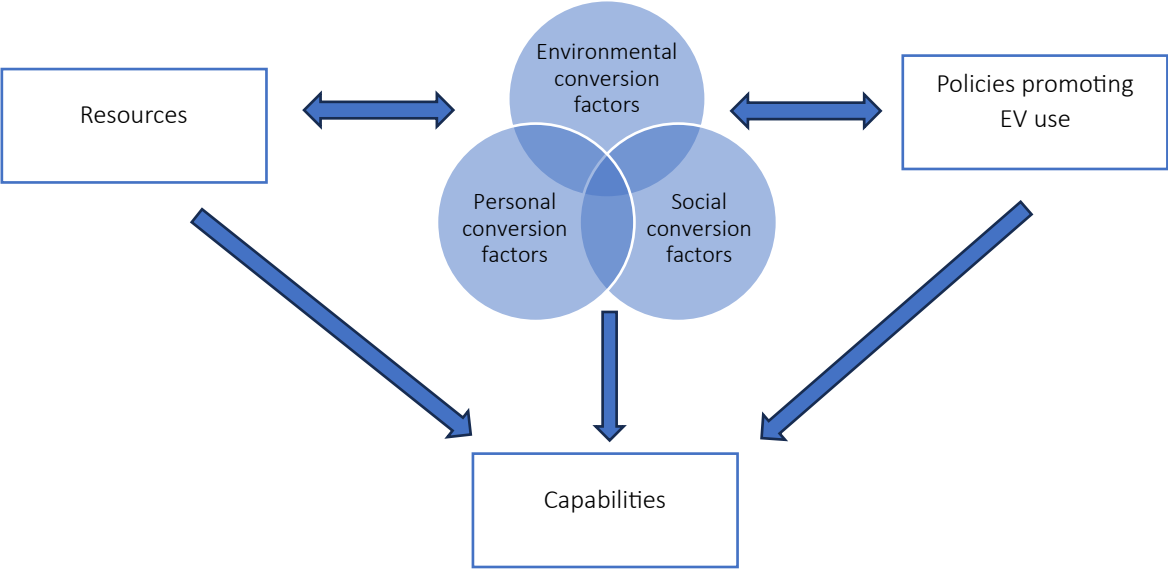 Environmental
conversion
factors
Resources
Policies promoting
EV use
Personal
conversion
factors
Social
conversion
factors
Capabilities